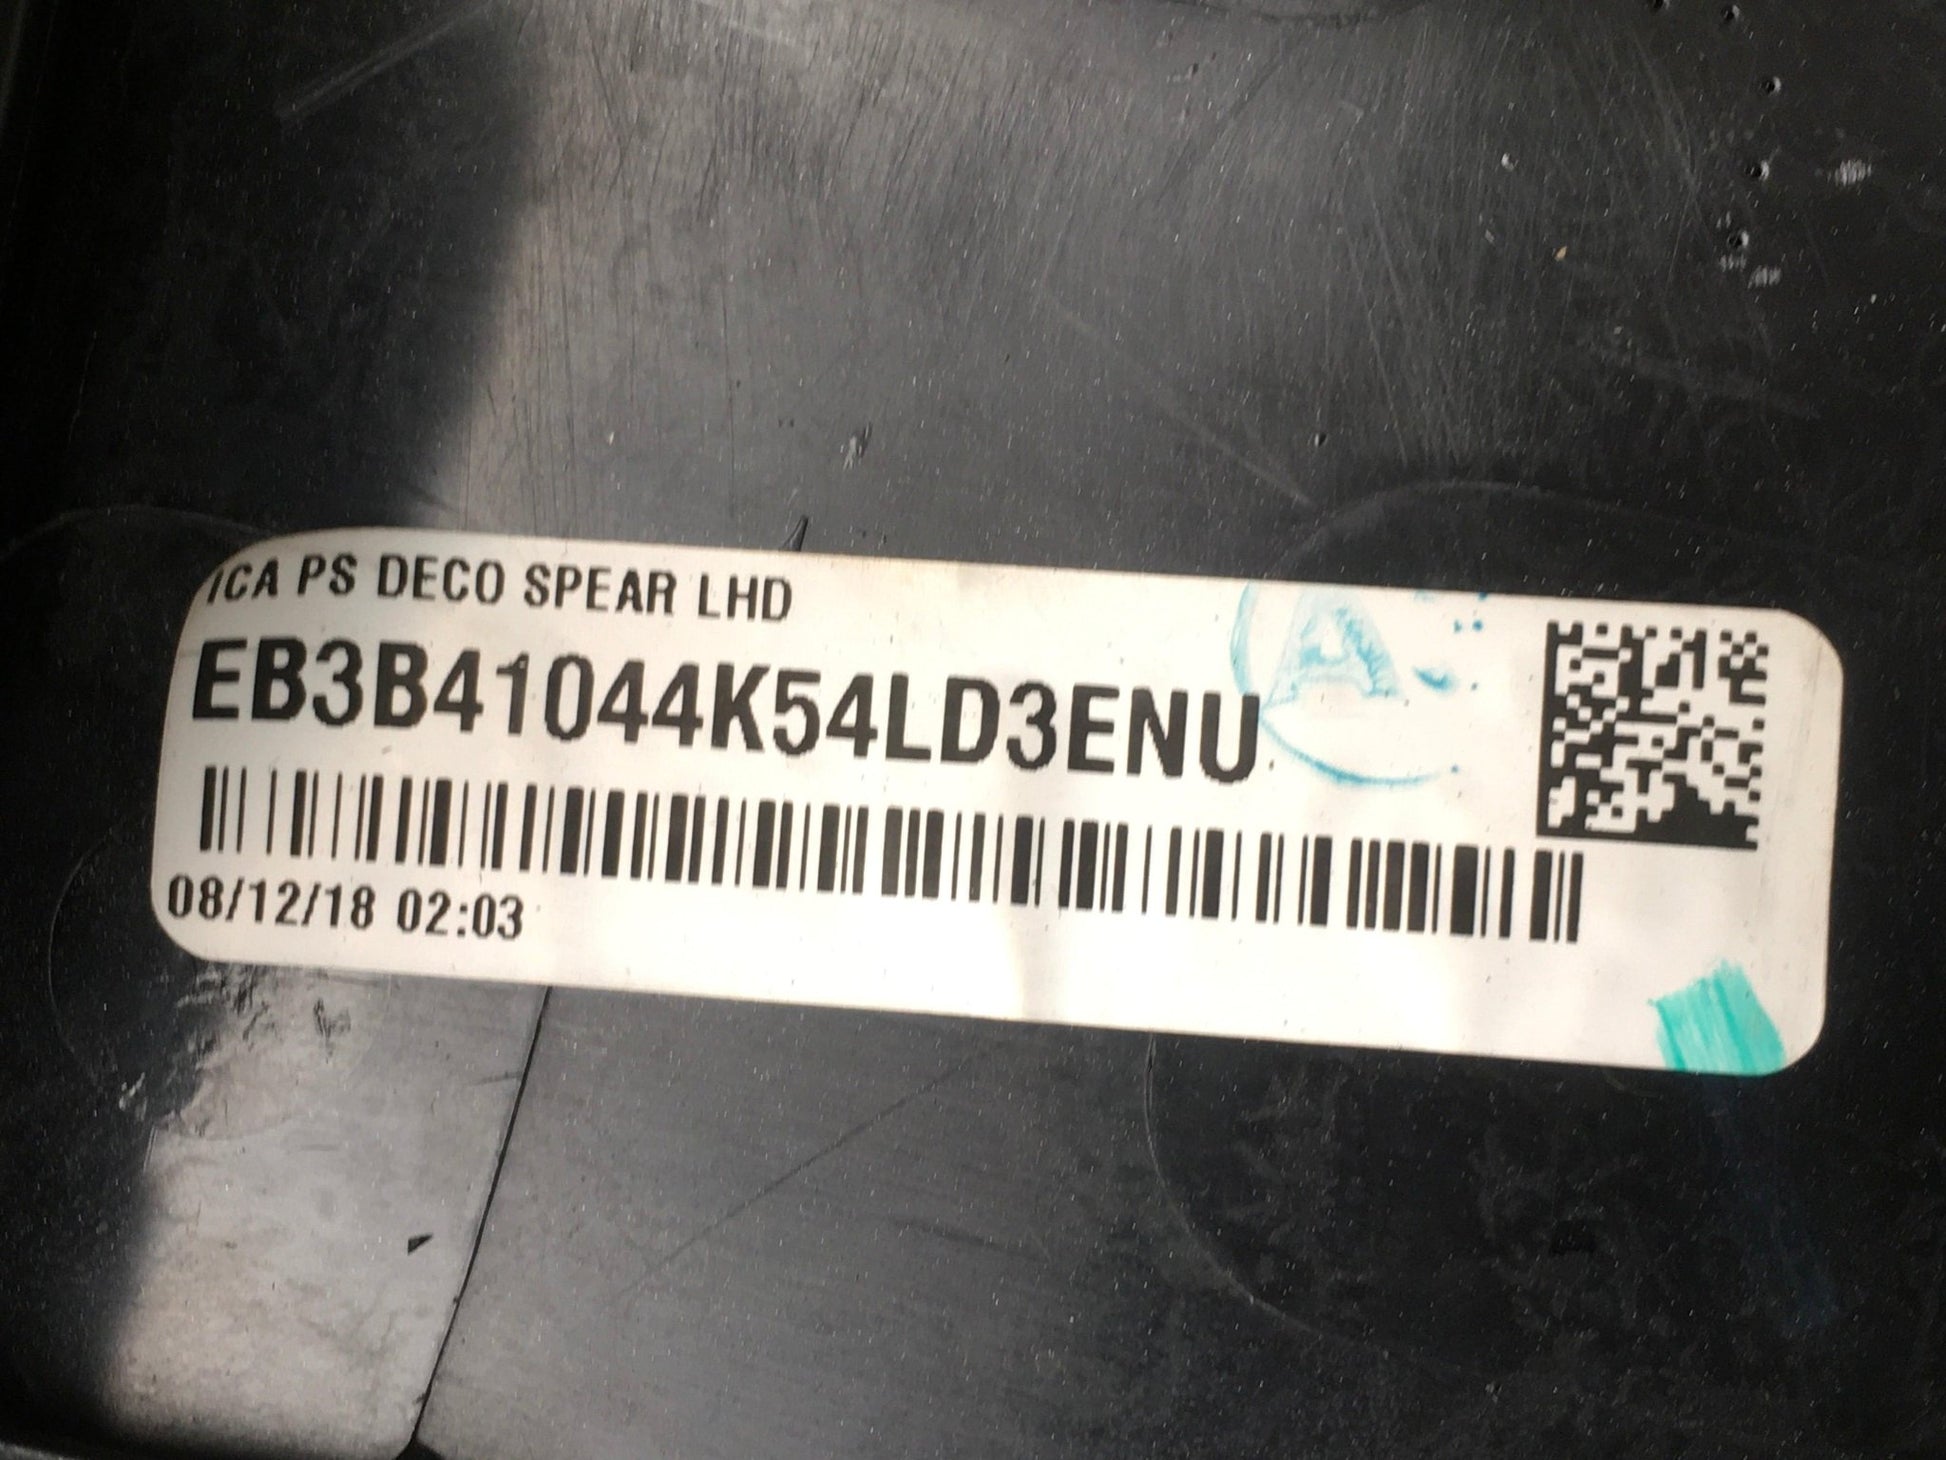 ICA PS DECO SPEAR LHD
EB3B41044K54LD3ENU
A
08/12/18 02:03